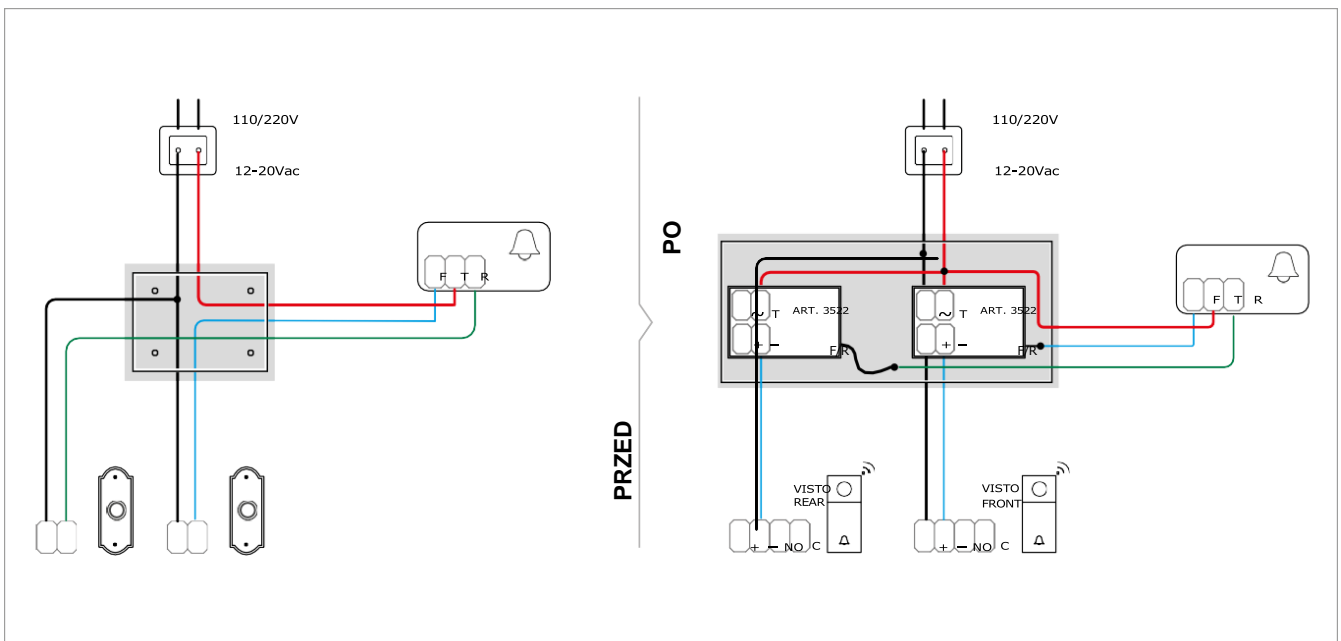 110/220V
12-20Vac
F T R
PRZED
PO
110/220V
12-20Vac
F T R
~ T ART. 3522
+ − F/R
~ T ART. 3522
+ − F/R
VISTO
REAR
+ − NO C
VISTO
FRONT
+ − NO C